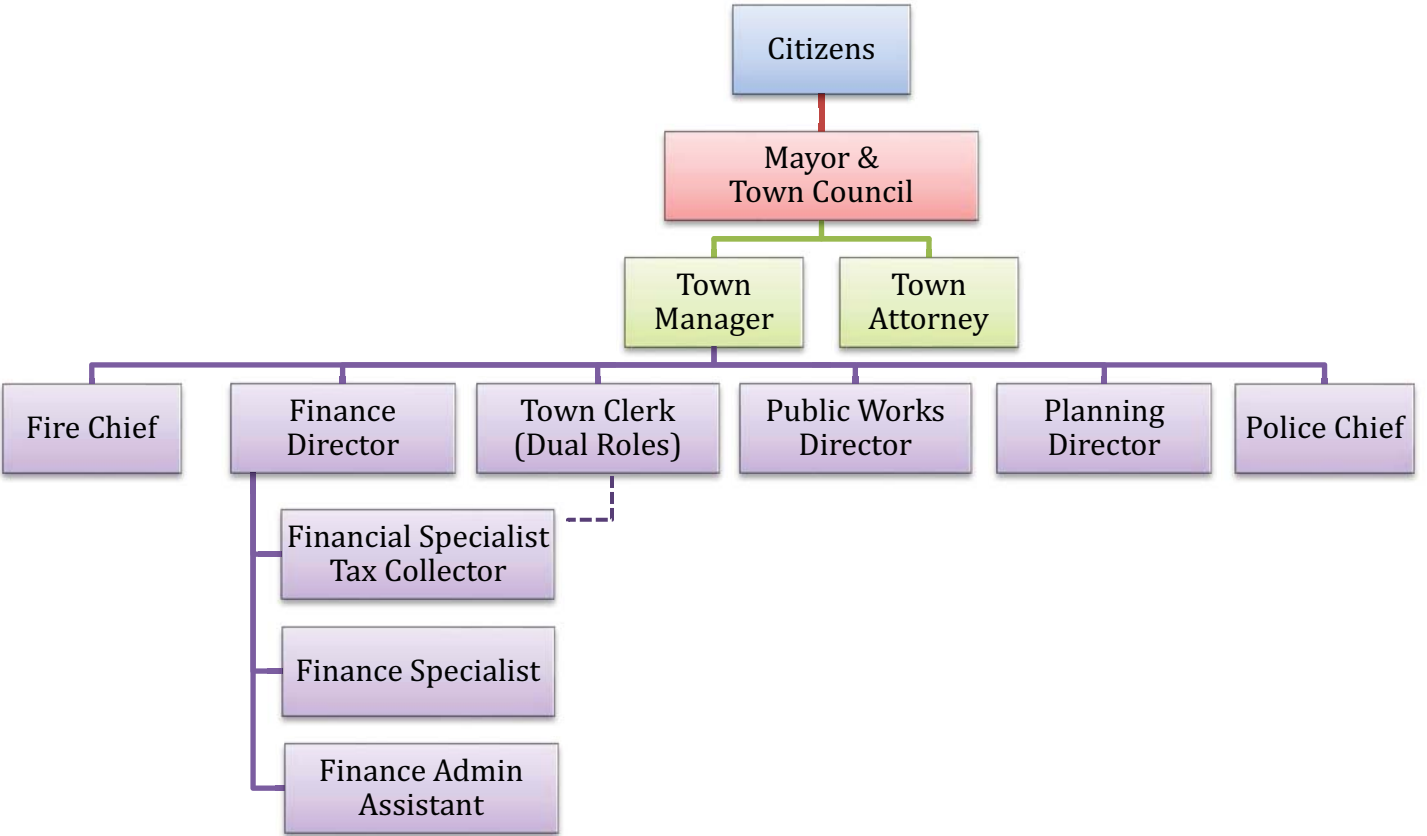 Citizens
Mayor &
Town Council
Town
Manager
Town
Attorney
Fire Chief
Finance
Director
Town Clerk
(Dual Roles)
Public Works
Director
Planning
Director
Police Chief
Financial Specialist
Tax Collector
Finance Specialist
Finance Admin
Assistant